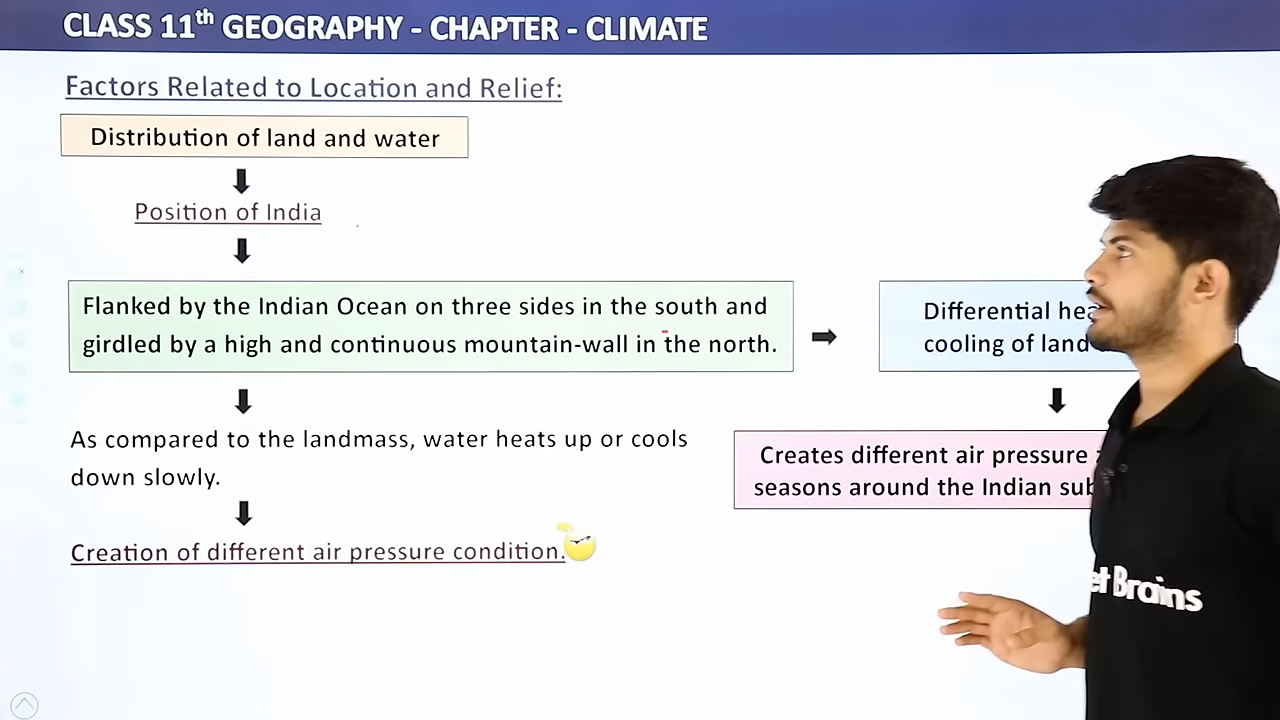 CLASS 11th GEOGRAPHY - CHAPTER - CLIMATE
Factors Related to Location and Relief:
Distribution of land and water
Position of India
Flanked by the Indian Ocean on three sides in the south and
girdled by a high and continuous mountain-wall in the north.
Differential
cooling of land
As compared to the landmass, water heats up or cools
down slowly.
Creates different air pressure
seasons around the Indian
Creation of different air pressure condition.
Brains